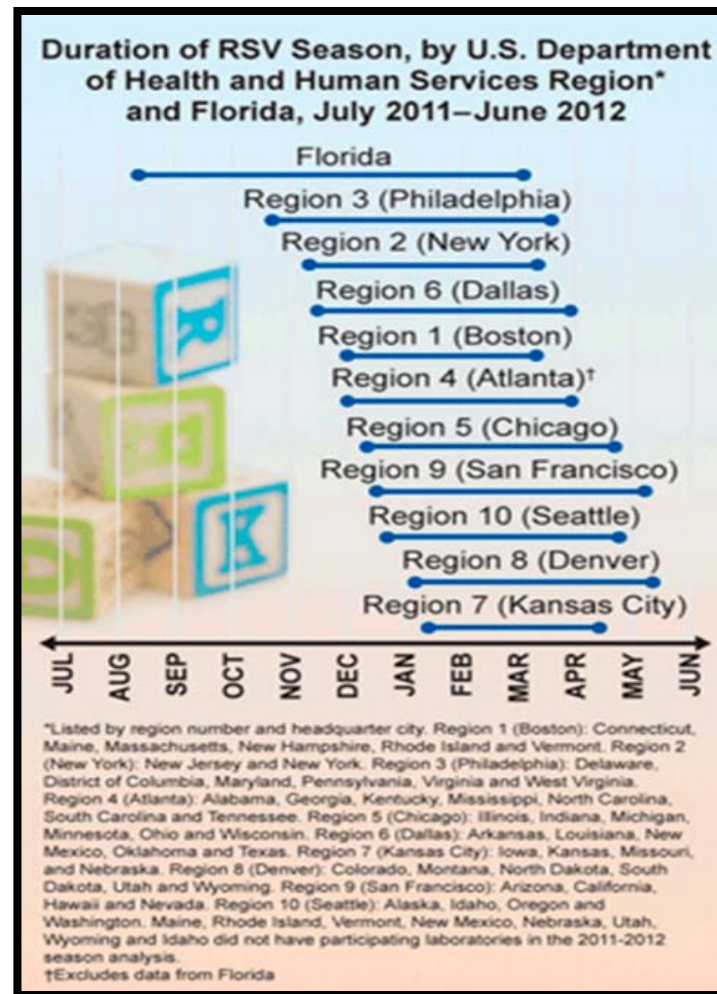 Duration of RSV Season, by U.S. Department
of Health and Human Services Region*
and Florida, July 2011–June 2012
Florida
Region 3 (Philadelphia)
Region 2 (New York)
Region 6 (Dallas)
Region 1 (Boston)
Region 4 (Atlanta)†
Region 5 (Chicago)
Region 9 (San Francisco)
Region 10 (Seattle)
Region 8 (Denver)
Region 7 (Kansas City)
R
M
JUL AUG SEP OCT NOV DEC JAN FEB MAR APR MAY JUN
*Listed by region number and headquarter city. Region 1 (Boston): Connecticut,
Maine, Massachusetts, New Hampshire, Rhode Island and Vermont. Region 2
(New York): New Jersey and New York. Region 3 (Philadelphia): Delaware,
District of Columbia, Maryland, Pennsylvania, Virginia and West Virginia.
Region 4 (Atlanta): Alabama, Georgia, Kentucky, Mississippi, North Carolina,
South Carolina and Tennessee. Region 5 (Chicago): Illinois, Indiana, Michigan,
Minnesota, Ohio and Wisconsin. Region 6 (Dallas): Arkansas, Louisiana, New
Mexico, Oklahoma and Texas. Region 7 (Kansas City): Iowa, Kansas, Missouri,
and Nebraska. Region 8 (Denver): Colorado, Montana, North Dakota, South
Dakota, Utah and Wyoming. Region 9 (San Francisco): Arizona, California,
Hawaii and Nevada. Region 10 (Seattle): Alaska, Idaho, Oregon and
Washington. Maine, Rhode Island, Vermont, New Mexico, Nebraska, Utah,
Wyoming and Idaho did not have participating laboratories in the 2011-2012
season analysis.
†Excludes data from Florida